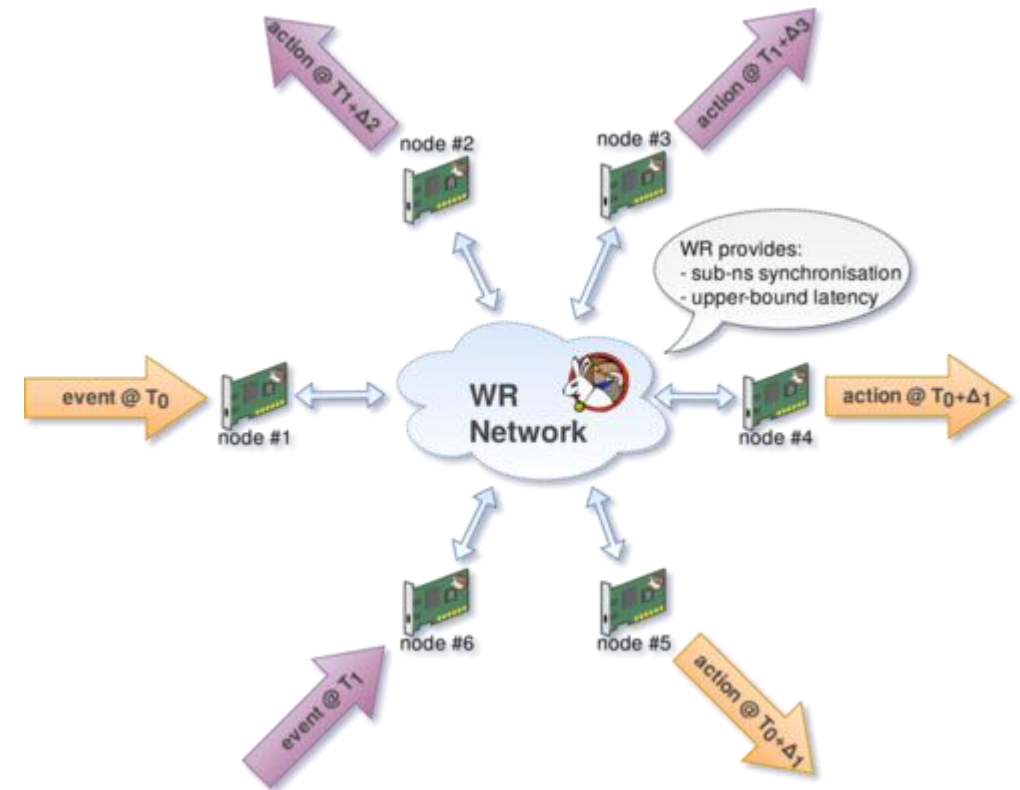 action @ T1+Δ2
action @ T1+Δ3
node #2
node #3
WR provides:
- sub-ns synchronisation
- upper-bound latency
event @ T0
node #1
WR
Network
node #4
action @ T0+Δ1
node #6
node #5
event @ T1
action @ T0+Δ1